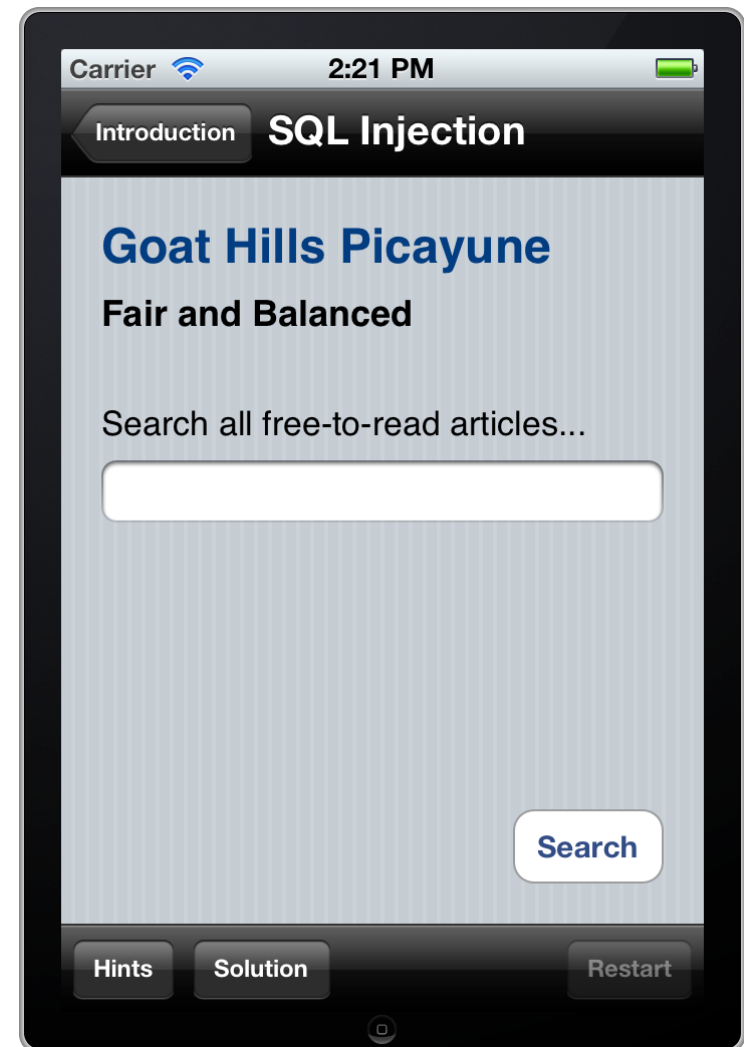 Carrier 2:21 PM
Introduction SQL Injection
Goat Hills Picayune
Fair and Balanced
Search all free-to-read articles...
Search
Hints Solution Restart